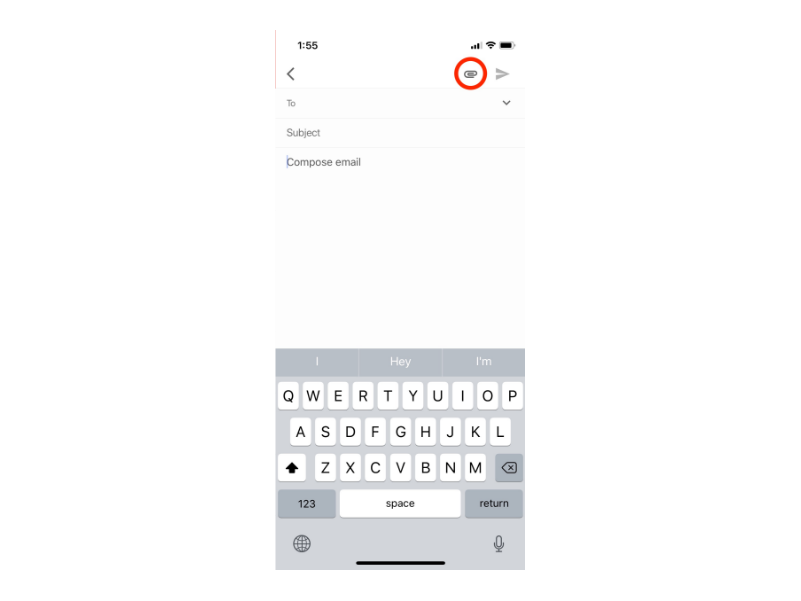 1:55
To
Subject
Compose email
I Hey I'm
Q W E R T Y U I O P
A S D F G H J K L
Z X C V B N M
123 space return